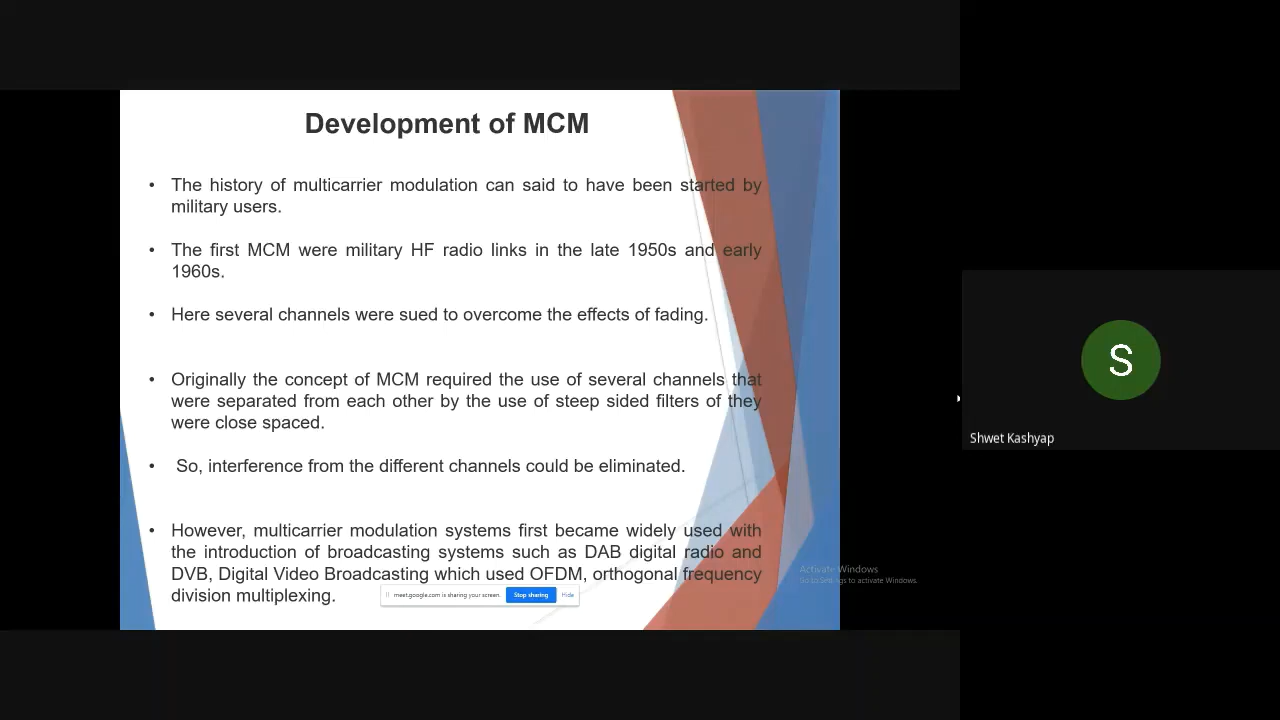 Development of MCM
• The history of multicarrier modulation can said to have been started by
military users.
• The first MCM were military HF radio links in the late 1950s and early
1960s.
• Here several channels were sued to overcome the effects of fading.
• Originally the concept of MCM required the use of several channels that
were separated from each other by the use of steep sided filters of they
were close spaced.
• So, interference from the different channels could be eliminated.
• However, multicarrier modulation systems first became widely used with
the introduction of broadcasting systems such as DAB digital radio and
DVB, Digital Video Broadcasting which used OFDM, orthogonal frequency
division multiplexing.
meet.google.com is sharing your screen. Stop sharing Hide
Activate Windows
Go to Settings to activate Windows.
S
Shwet Kashyap